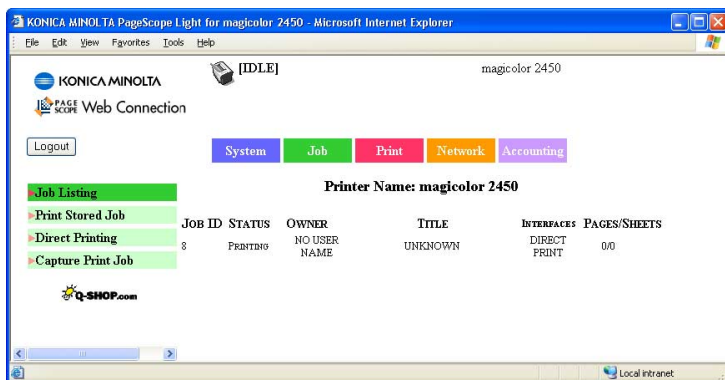 KONICA MINOLTA PageScope Light for magicolor 2450 - Microsoft Internet Explorer
File Edit View Favorites Tools Help
KONICA MINOLTA
[IDLE]
magicolor 2450
PAGE SCOPE Web Connection
Logout
System Job Print Network Accounting
Printer Name: magicolor 2450
Job Listing
Print Stored Job
Direct Printing
Capture Print Job
Q-SHOP.com
JOB ID STATUS OWNER TITLE INTERFACES PAGES/SHEETS
8 PRINTING NO USER NAME UNKNOWN DIRECT PRINT 0/0
Local intranet